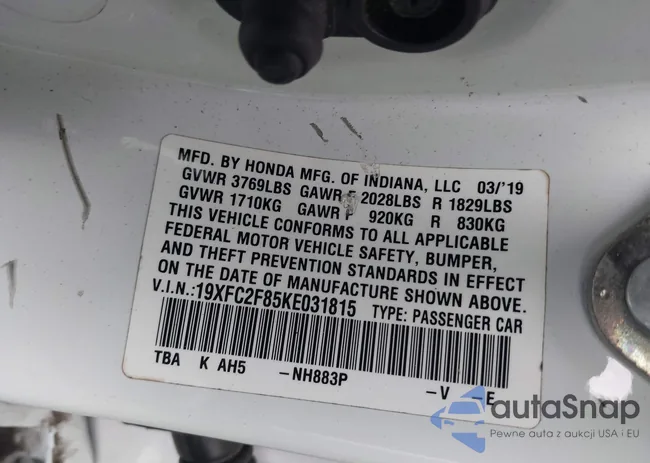 MFD. BY HONDA MFG. OF INDIANA, LLC 03/'19
GVWR 3769LBS GAWR F 2028LBS R 1829LBS
GVWR 1710KG GAWR F 920KG R 830KG
THIS VEHICLE CONFORMS TO ALL APPLICABLE
FEDERAL MOTOR VEHICLE SAFETY, BUMPER,
AND THEFT PREVENTION STANDARDS IN EFFECT
ON THE DATE OF MANUFACTURE SHOWN ABOVE.
V.I.N.:19XFC2F85KE031815 TYPE: PASSENGER CAR
TBA K AH5 -NH883P -V -E
autaSnap
Pewne auta z aukcji USA i EU